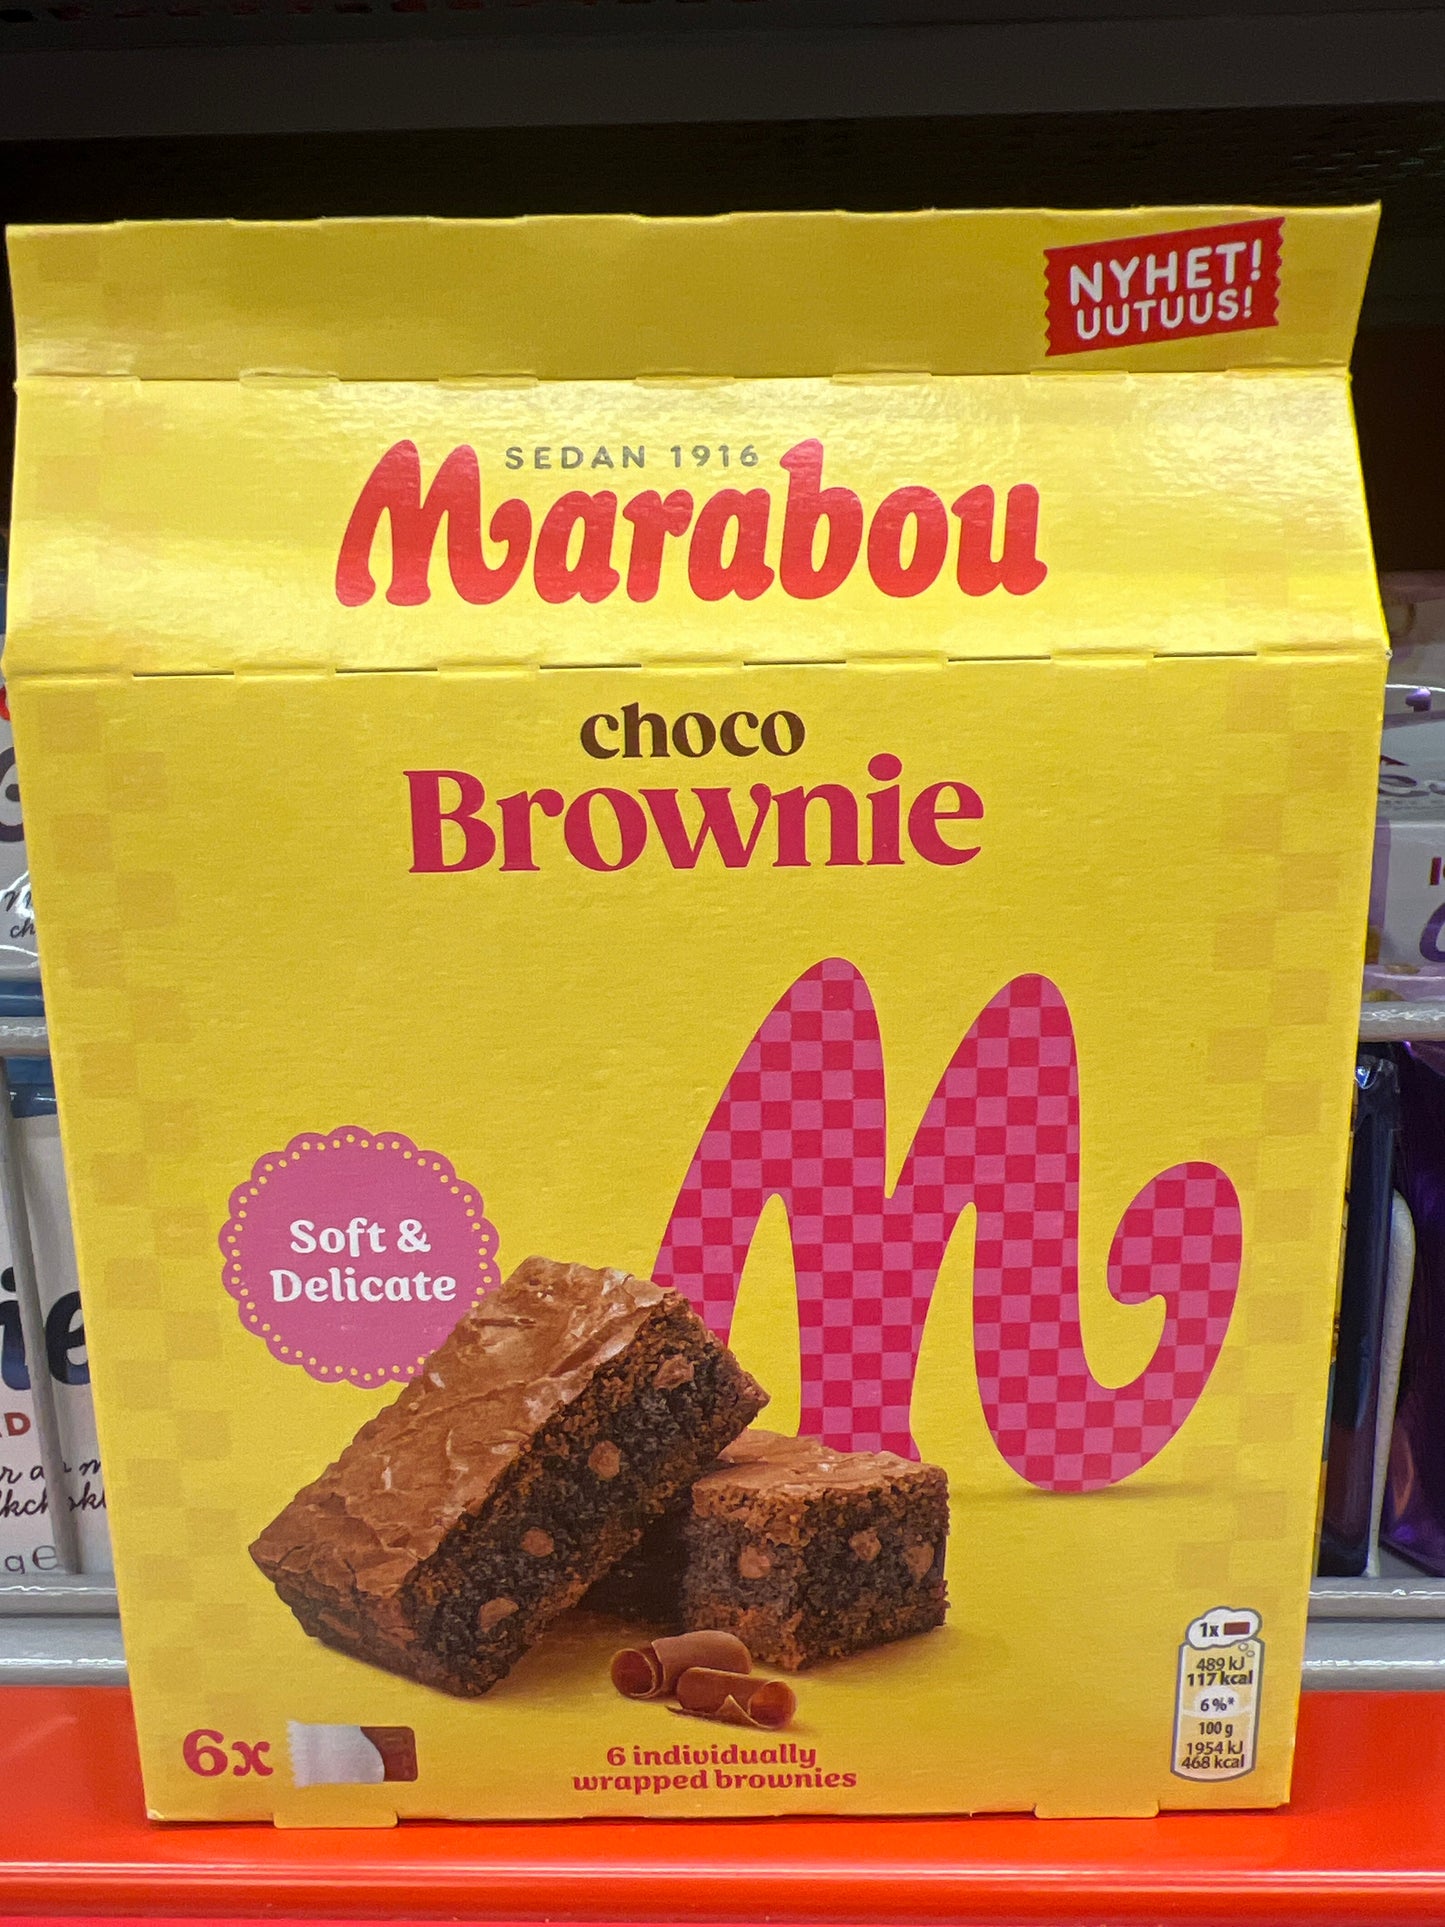 NYHET!
UUTUUS!
SEDAN 1916
Marabou
choco
Brownie
Soft &
Delicate
6x
6 individually
wrapped brownies
1x
489 kJ
117 kcal
6%*
100 g
1954 kJ
468 kcal